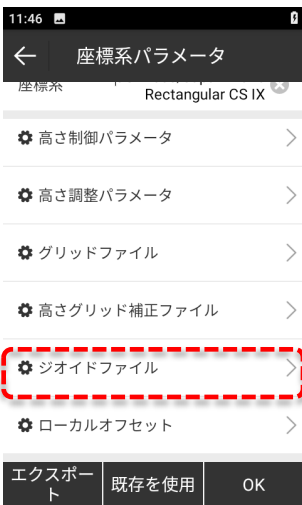 11:46
座標系パラメータ
座標系
Rectangular CS IX
高さ制御パラメータ
高さ調整パラメータ
グリッドファイル
高さグリッド補正ファイル
ジオイドファイル
ローカルオフセット
エクスポー
ト
既存を使用
OK